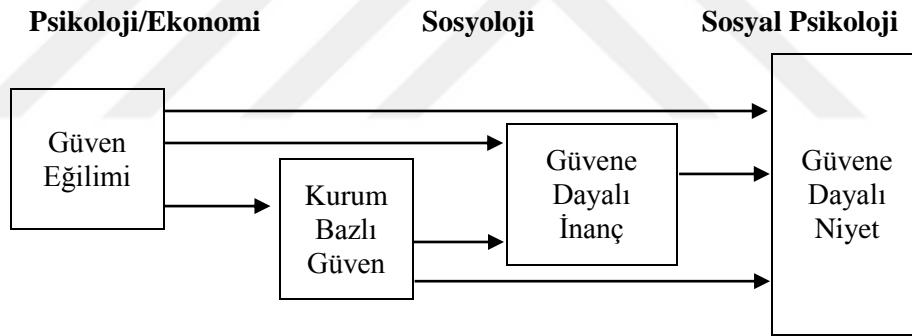 Psikoloji/Ekonomi Sosyoloji Sosyal Psikoloji
Güven
Eğilimi
Kurum
Bazlı
Güven
Güvene
Dayalı
İnanç
Güvene
Dayalı
Niyet